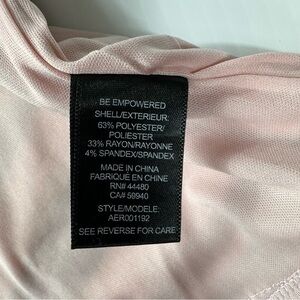 BE EMPOWERED
SHELL/EXTERIEUR:
63% POLYESTER/
POLIESTER
33% RAYON/RAYONNE
4% SPANDEX/SPANDEX
MADE IN CHINA
FABRIQUE EN CHINE
RN# 44480
CA# 59940
STYLE/MODELE:
AER001192
SEE REVERSE FOR CARE